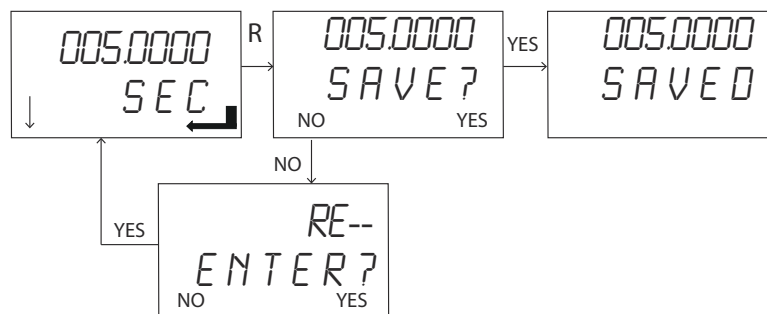 005.0000
SEC
R
005.0000
SAVE?
NO YES
YES
005.0000
SAVED
NO
YES
RE--
ENTER?
NO YES